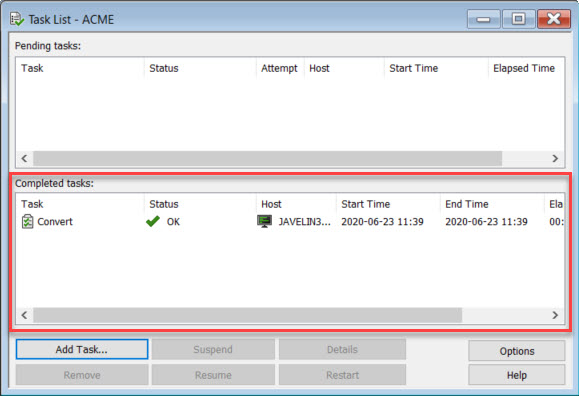 Task List - ACME
Pending tasks:
Task Status Attempt Host Start Time Elapsed Time
Completed tasks:
Task Status Host Start Time End Time Ela
Convert OK JAVELIN3... 2020-06-23 11:39 2020-06-23 11:39 00:
Add Task... Suspend Details Options
Remove Resume Restart Help